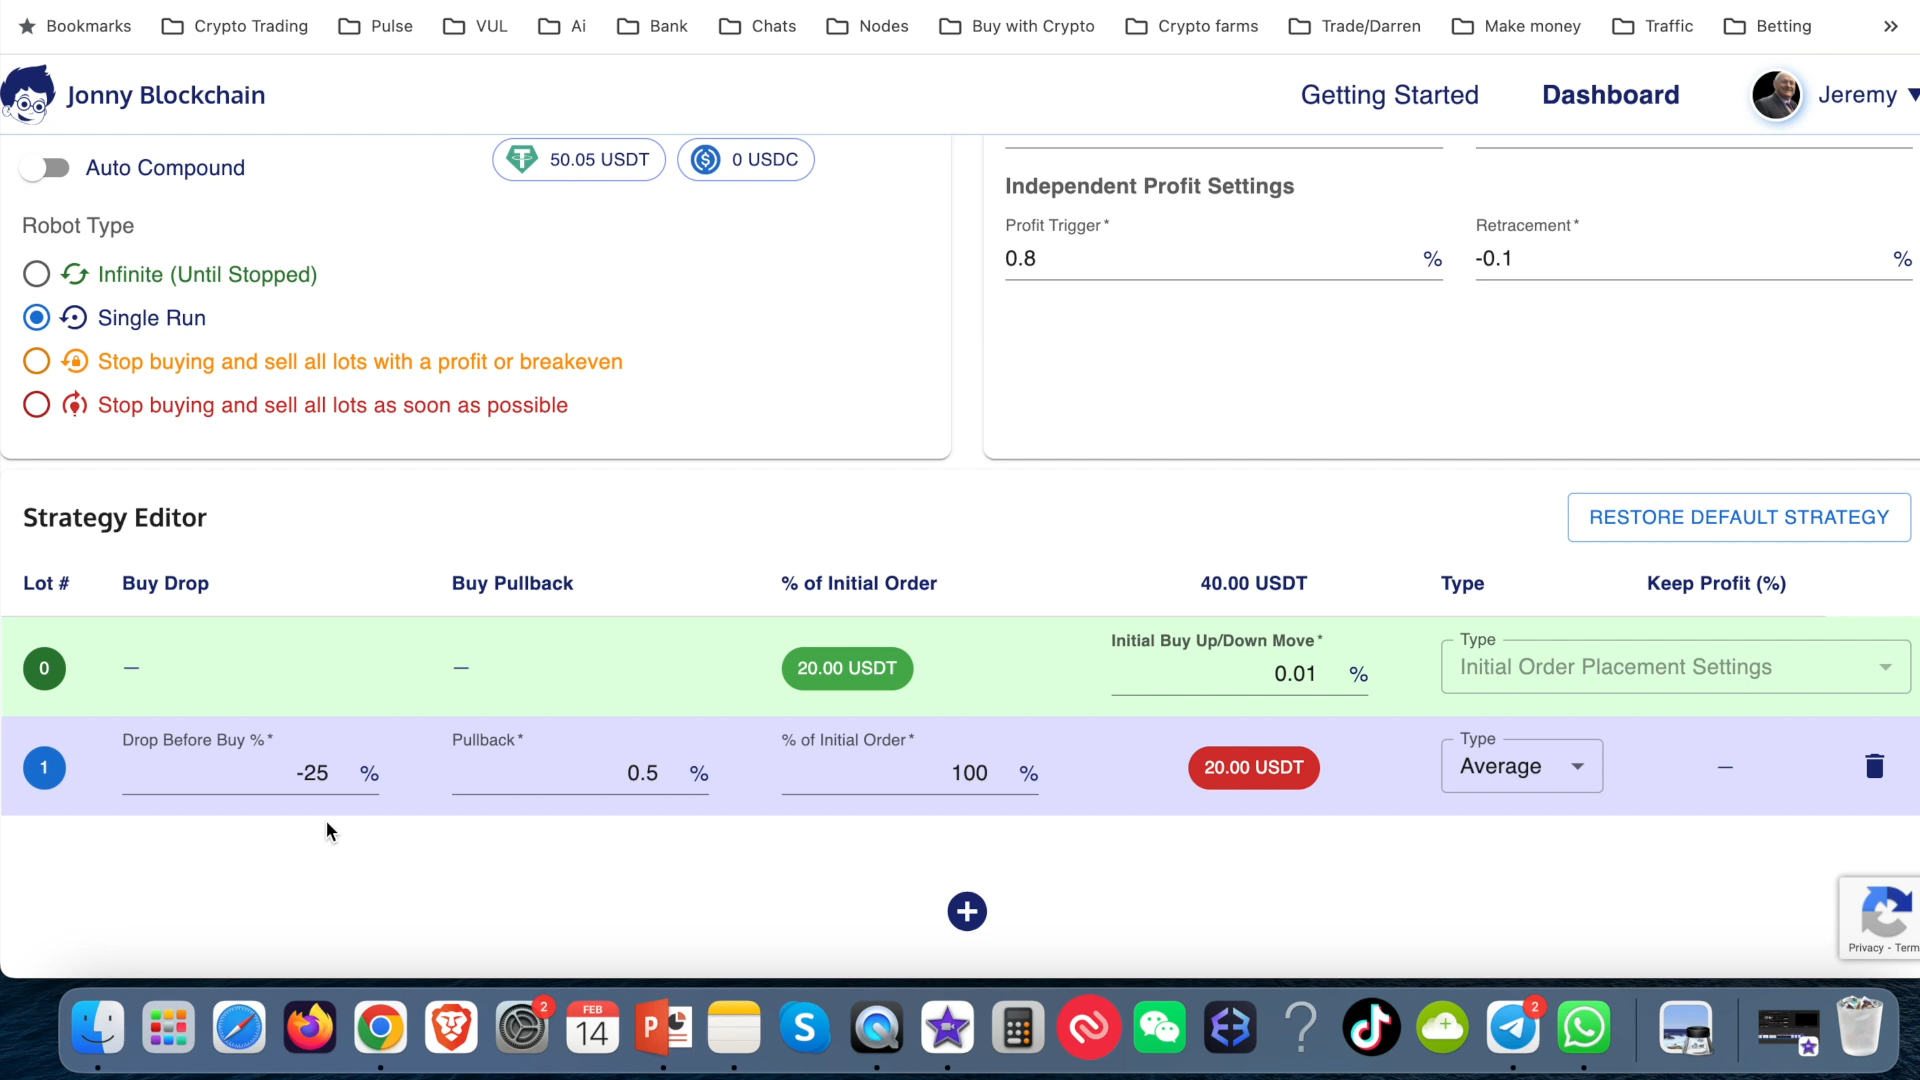 Bookmarks Crypto Trading Pulse VUL Ai Bank Chats Nodes Buy with Crypto Crypto farms Trade/Darren Make money Traffic Betting »
Jonny Blockchain Getting Started Dashboard Jeremy
Auto Compound 50.05 USDT 0 USDC
Robot Type
Infinite (Until Stopped)
Single Run
Stop buying and sell all lots with a profit or breakeven
Stop buying and sell all lots as soon as possible
Independent Profit Settings
Profit Trigger* Retracement*
0.8 % -0.1 %
Strategy Editor RESTORE DEFAULT STRATEGY
Lot # Buy Drop Buy Pullback % of Initial Order 40.00 USDT Type Keep Profit (%)
Initial Buy Up/Down Move* Type
0 — — 20.00 USDT 0.01 % Initial Order Placement Settings
Drop Before Buy %* Pullback* % of Initial Order* Type
1 -25 % 0.5 % 100 % 20.00 USDT Average —
+
Privacy - Term
2 FEB 2
14 P S ?